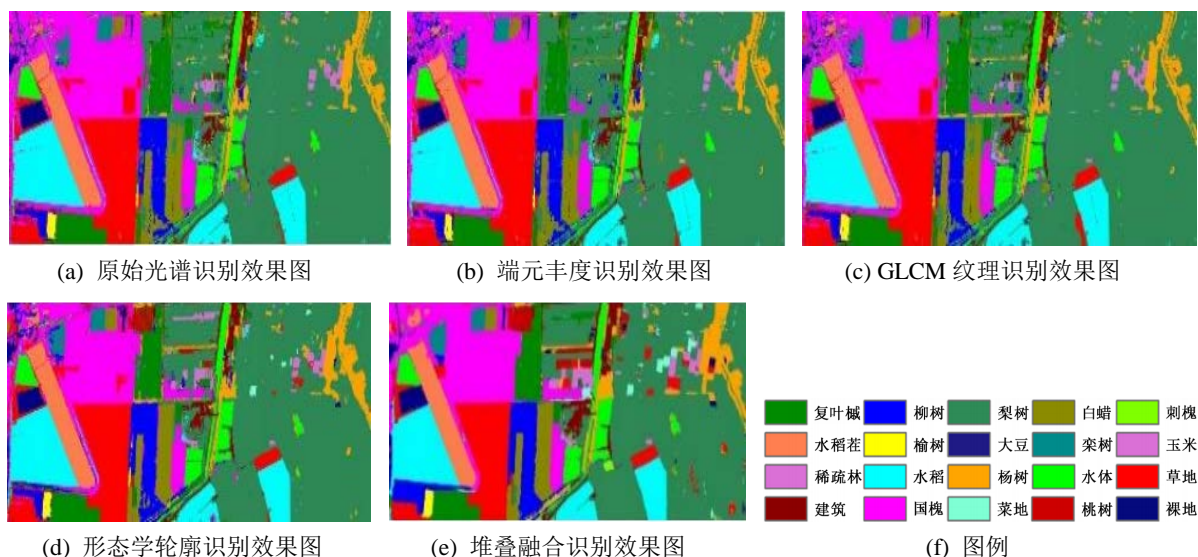 (a) 原始光谱识别效果图
(b) 端元丰度识别效果图
(c) GLCM 纹理识别效果图
(d) 形态学轮廓识别效果图
(e) 堆叠融合识别效果图
复叶槭 柳树 梨树 白蜡 刺槐
水稻茬 榆树 大豆 栾树 玉米
稀疏林 水稻 杨树 水体 草地
建筑 国槐 菜地 桃树 裸地
(f) 图例